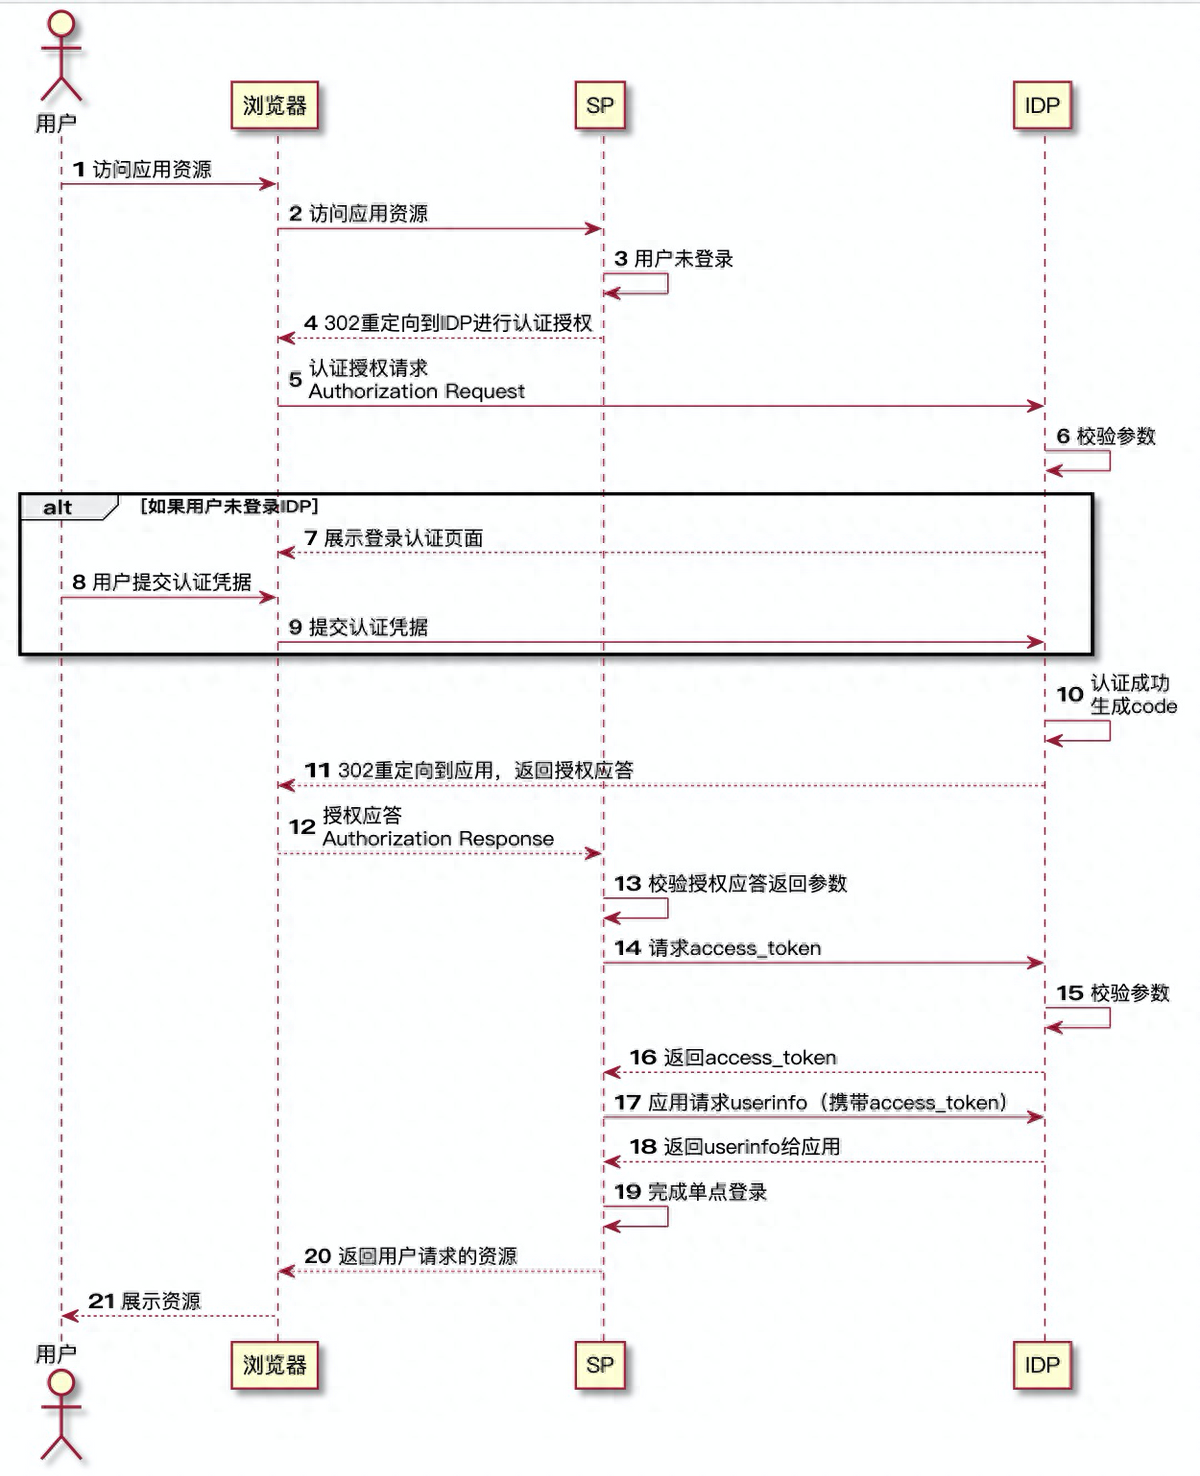 用户
浏览器
SP
IDP
1 访问应用资源
2 访问应用资源
3 用户未登录
4 302重定向到IDP进行认证授权
5 认证授权请求
Authorization Request
6 校验参数
alt [如果用户未登录IDP]
7 展示登录认证页面
8 用户提交认证凭据
9 提交认证凭据
10 认证成功
生成code
11 302重定向到应用，返回授权应答
12 授权应答
Authorization Response
13 校验授权应答返回参数
14 请求access_token
15 校验参数
16 返回access_token
17 应用请求userinfo（携带access_token）
18 返回userinfo给应用
19 完成单点登录
20 返回用户请求的资源
21 展示资源
用户
浏览器
SP
IDP